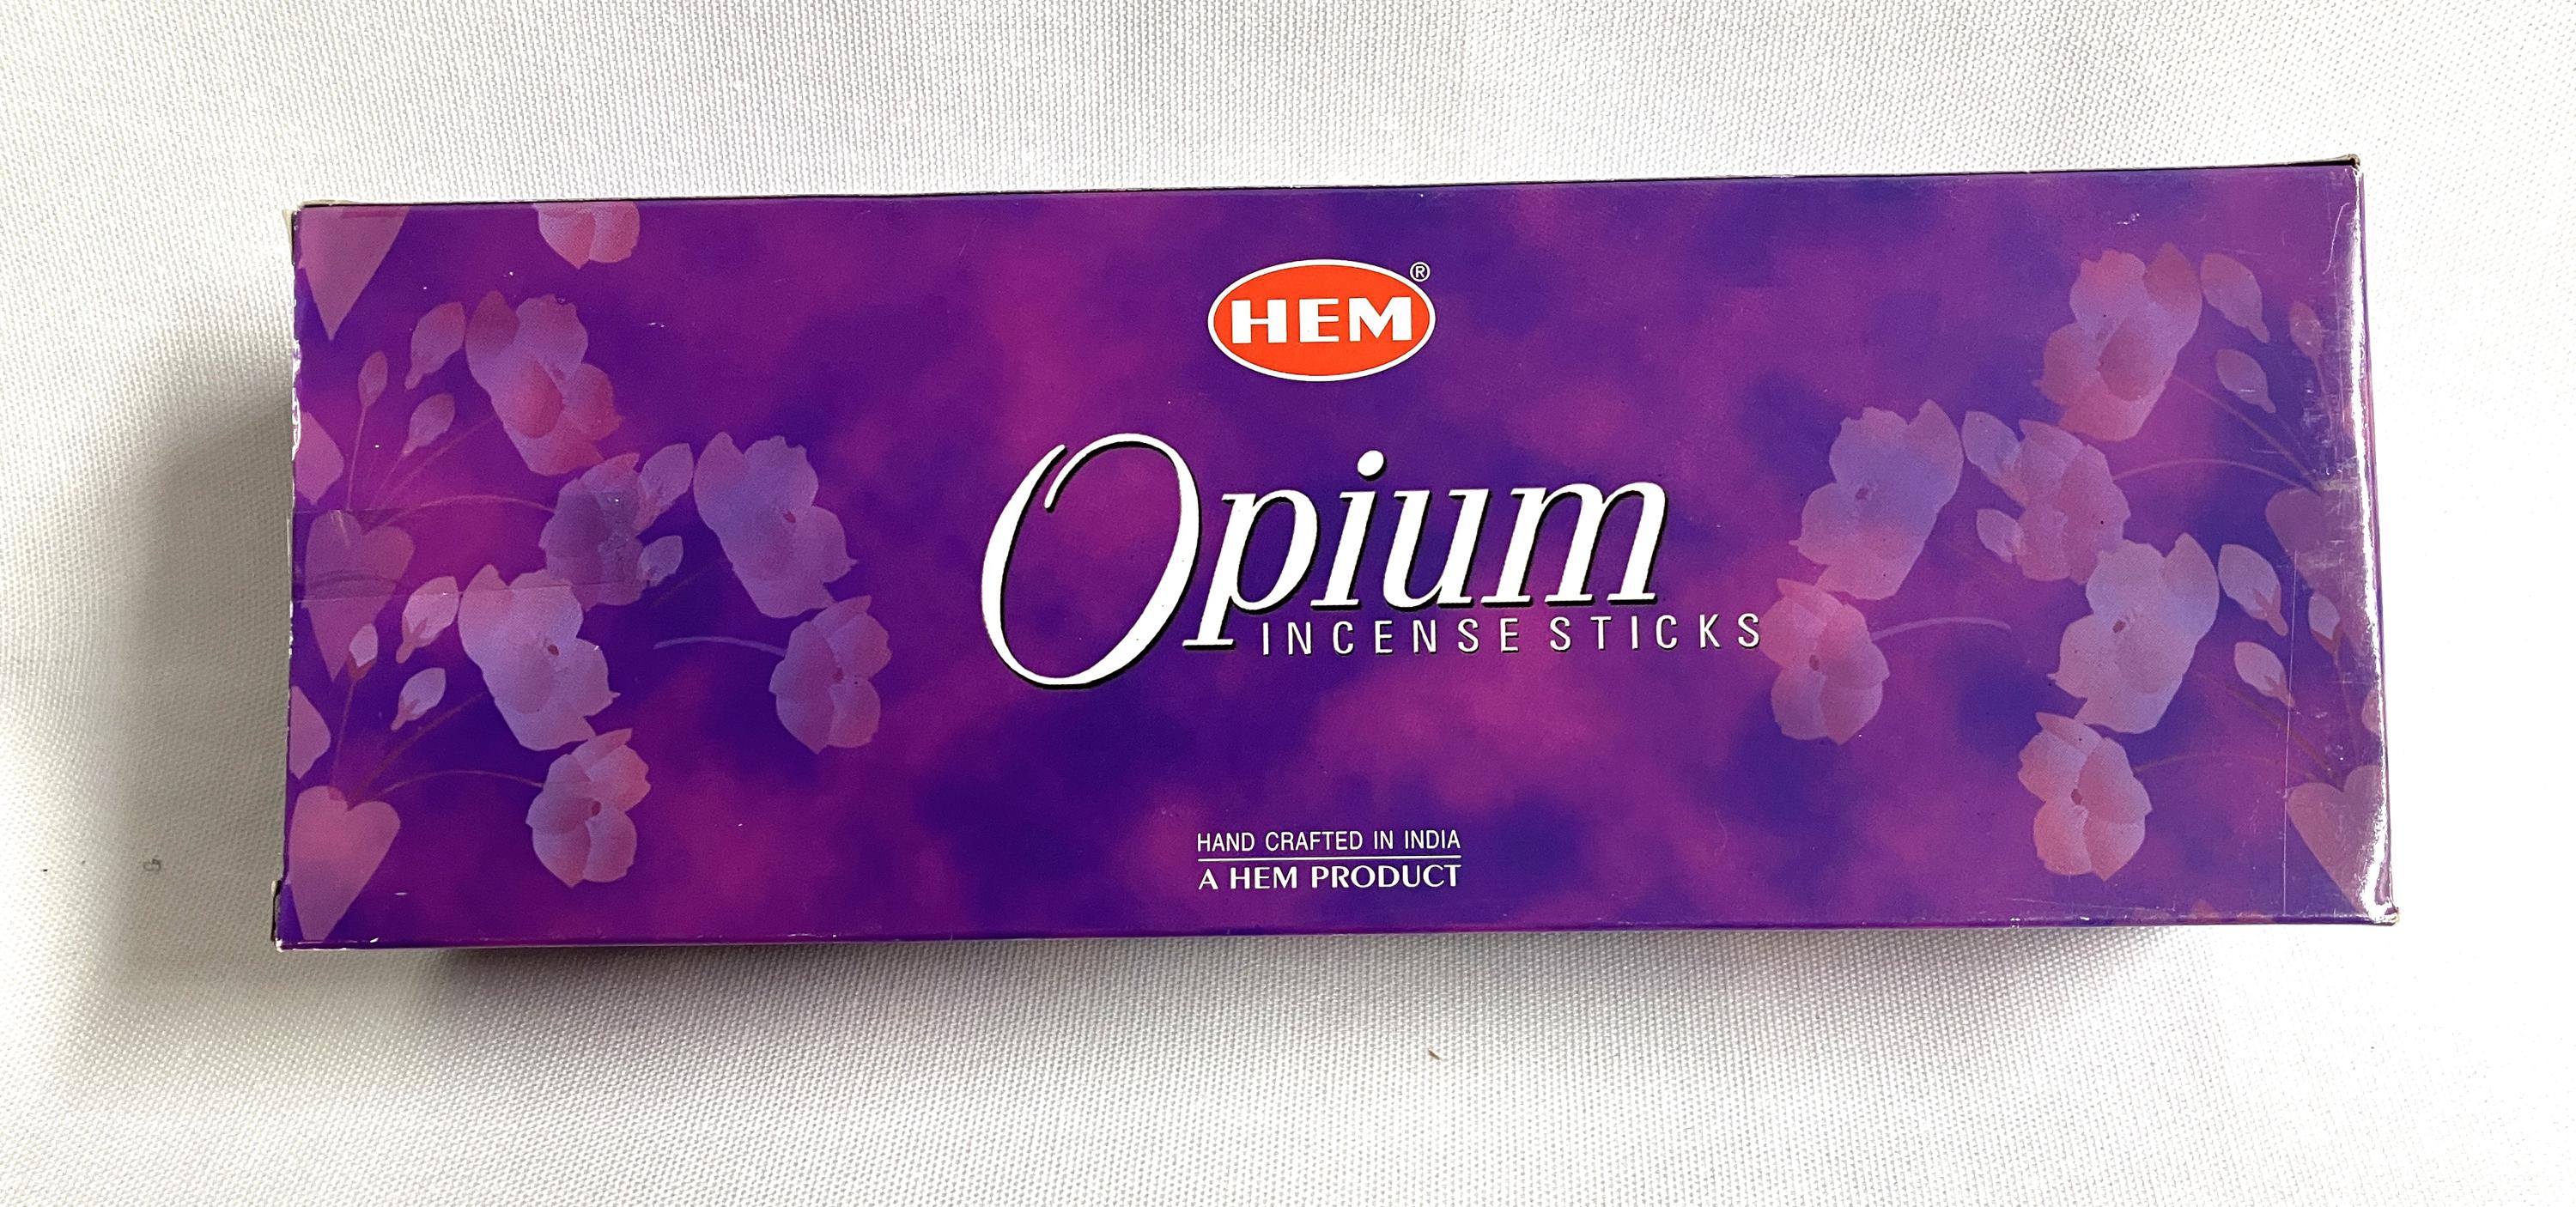 HEM®
Opium
INCENSE STICKS
HAND CRAFTED IN INDIA
A HEM PRODUCT